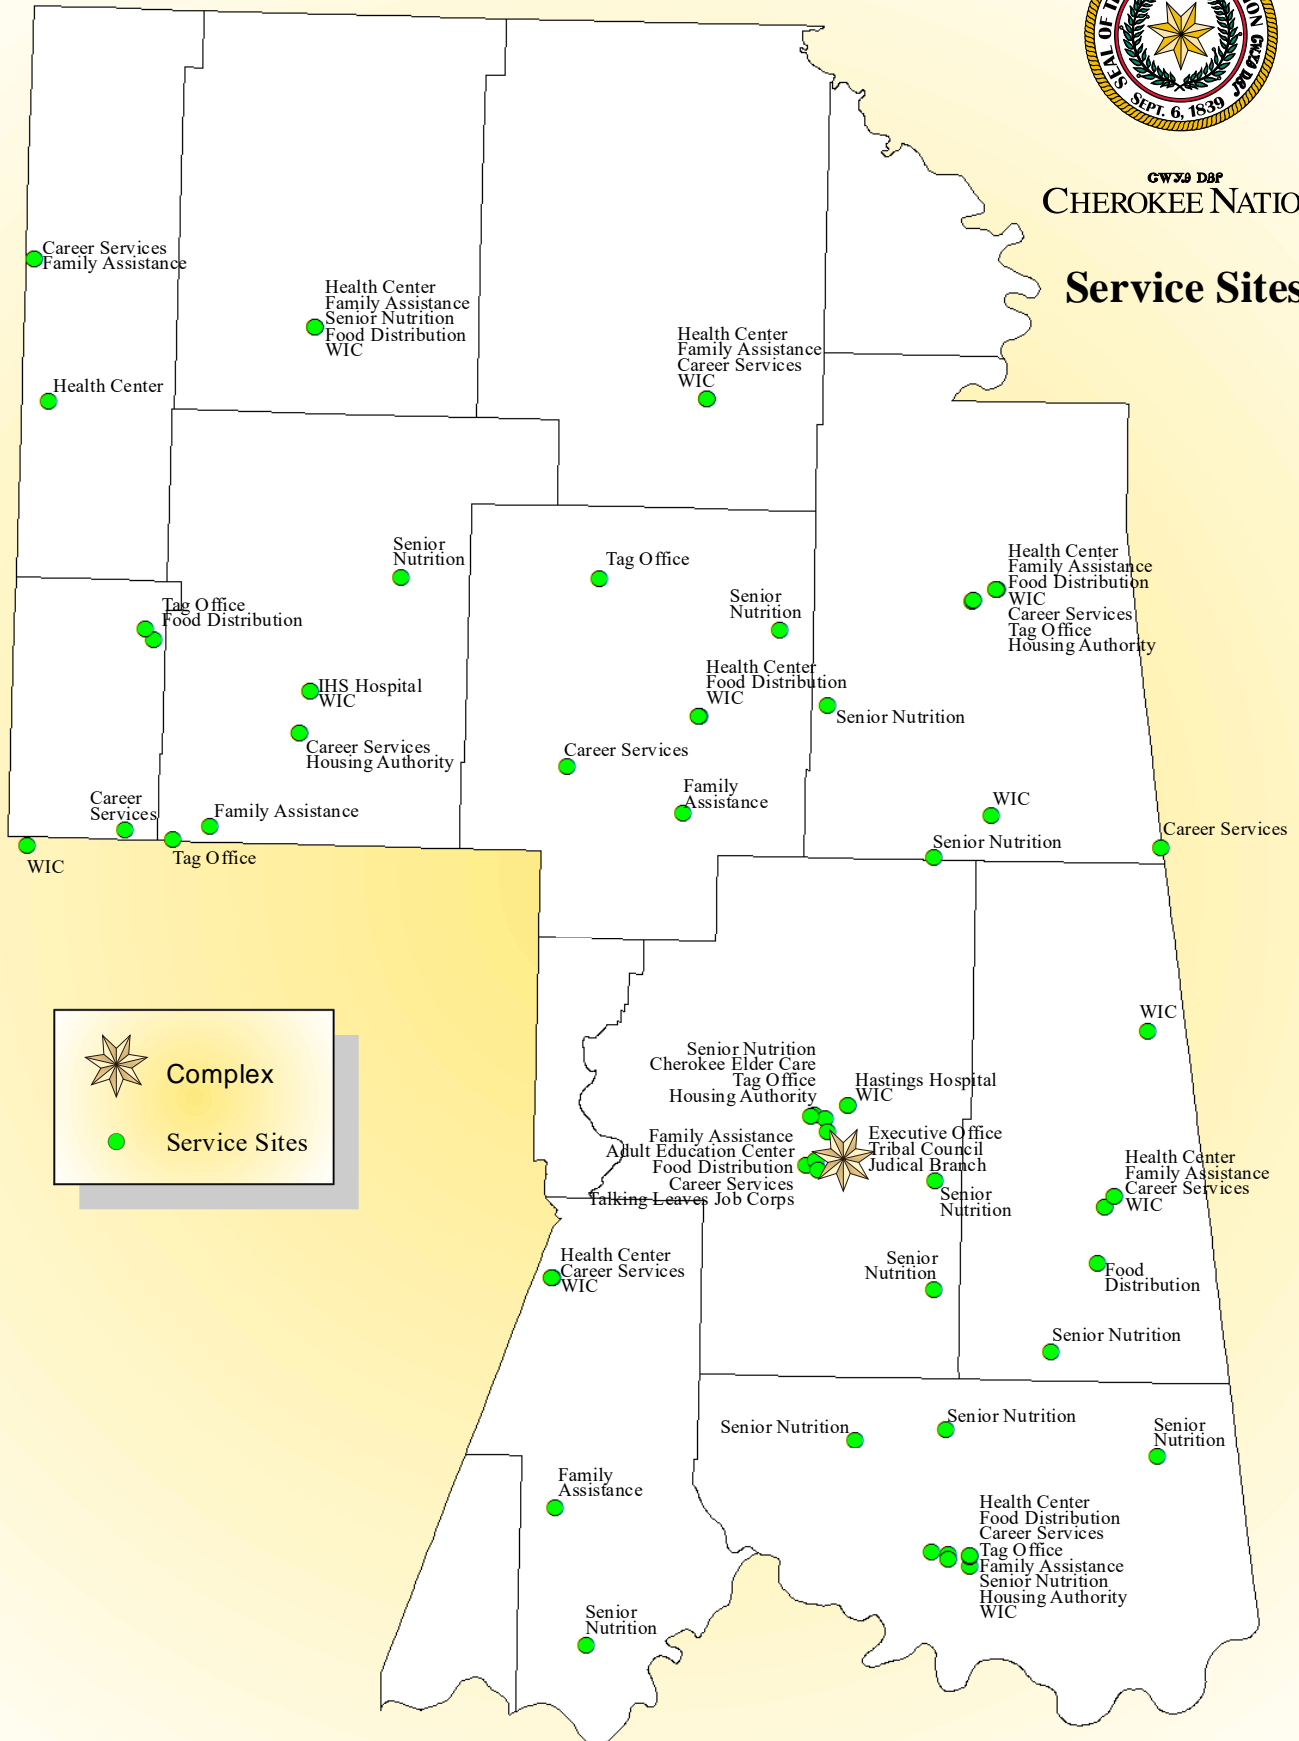 SEAL OF
SEPT. 6, 1839
ᏣᎳᎩ
CHEROKEE NATIO
Service Sites
Career Services
Family Assistance
Health Center
Family Assistance
Senior Nutrition
Food Distribution
WIC
Health Center
Family Assistance
Career Services
WIC
Health Center
Senior
Nutrition
Tag Office
Health Center
Family Assistance
Food Distribution
WIC
Career Services
Tag Office
Housing Authority
Senior
Nutrition
Tag Office
Food Distribution
Health Center
Food Distribution
WIC
IHS Hospital
WIC
Senior Nutrition
Career Services
Housing Authority
Career Services
Family
Assistance
Career
Services
Family Assistance
WIC
Career Services
Senior Nutrition
WIC
Tag Office
WIC
Complex
Service Sites
Senior Nutrition
Cherokee Elder Care
Tag Office
Housing Authority
Hastings Hospital
WIC
Family Assistance
Adult Education Center
Food Distribution
Career Services
Talking Leaves Job Corps
Executive Office
Tribal Council
Judical Branch
Senior
Nutrition
Health Center
Family Assistance
Career Services
WIC
Health Center
Career Services
WIC
Senior
Nutrition
Food
Distribution
Senior Nutrition
Senior Nutrition
Senior Nutrition
Senior
Nutrition
Family
Assistance
Health Center
Food Distribution
Career Services
Tag Office
Family Assistance
Senior Nutrition
Housing Authority
WIC
Senior
Nutrition